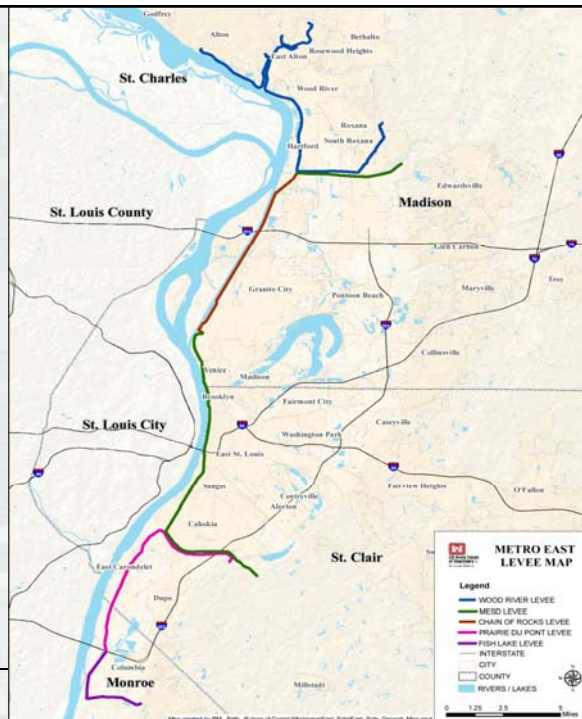 Godfrey
Alton
Bethalto
Rosewood Heights
East Alton
St. Charles
Wood River
Roxana
South Roxana
Hartford
Edwardsville
Madison
St. Louis County
Glen Carbon
Granite City
Pontoon Beach
Maryville
Troy
Collinsville
Venice
Madison
Brooklyn
Fairmont City
St. Louis City
Caseyville
Washington Park
East St. Louis
Fairview Heights
O'Fallon
Sauget
Centreville
Alorton
Cahokia
St. Clair
East Carondelet
Dupo
Columbia
Monroe
Millstadt
METRO EAST
LEVEE MAP
Legend
WOOD RIVER LEVEE
MESD LEVEE
CHAIN OF ROCKS LEVEE
PRAIRIE DU PONT LEVEE
FISH LAKE LEVEE
INTERSTATE
CITY
COUNTY
RIVERS / LAKES
0 1.25 2.5 5
Miles